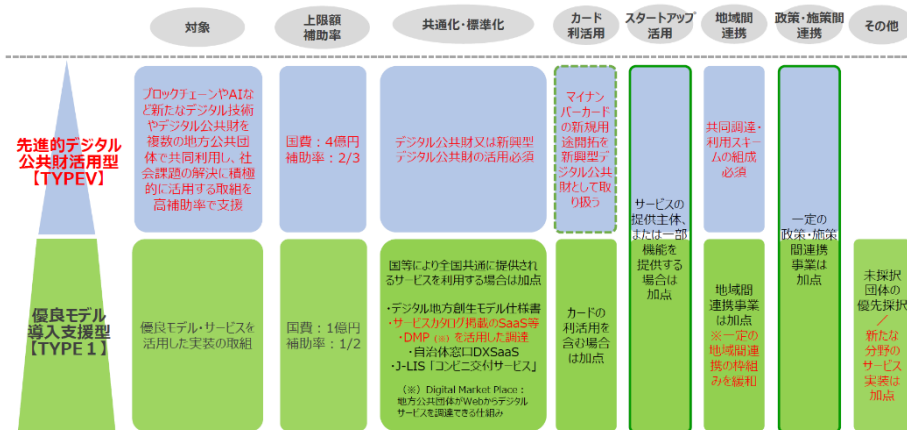 対象
上限額
補助率
共通化・標準化
カード
利活用
スタートアップ
活用
地域間
連携
政策・施策間
連携
その他
先進的デジタル
公共財活用型
【TYPEV】
ブロックチェーンやAIな
ど新たなデジタル技術
やデジタル公共財を
複数の地方公共団
体で共同利用し、社
会課題の解決に積極
的に活用する取組を
高補助率で支援
国費：4億円
補助率：2/3
デジタル公共財又は新興型
デジタル公共財の活用必須
マイナン
バーカード
の新規用
途開拓を
新興型デ
ジタル公共
財として取
り扱う
共同調達・
利用スキー
ムの組成
必須
サービスの
提供主体、
または一部
機能を
提供する
場合は
加点
一定の
政策・施策
間連携
事業は加点
優良モデル
導入支援型
【TYPE１】
優良モデル・サービスを
活用した実装の取組
国費：1億円
補助率：1/2
国等により全国共通に提供され
るサービスを利用する場合は加点
・デジタル地方創生モデル仕様書
・サービスカタログ掲載のSaaS等
・DMP（※）を活用した調達
・自治体窓口DXSaaS
・J-LIS「コンビニ交付サービス」
（※）Digital Market Place：
地方公共団体がWebからデジタル
サービスを調達できる仕組み
カードの
利活用を
含む場合
は加点
地域間
連携事業
は加点
※一定の
地域間連
携の枠組
みを緩和
未採択
団体の
優先採択
／
新たな
分野の
サービス
実装は
加点